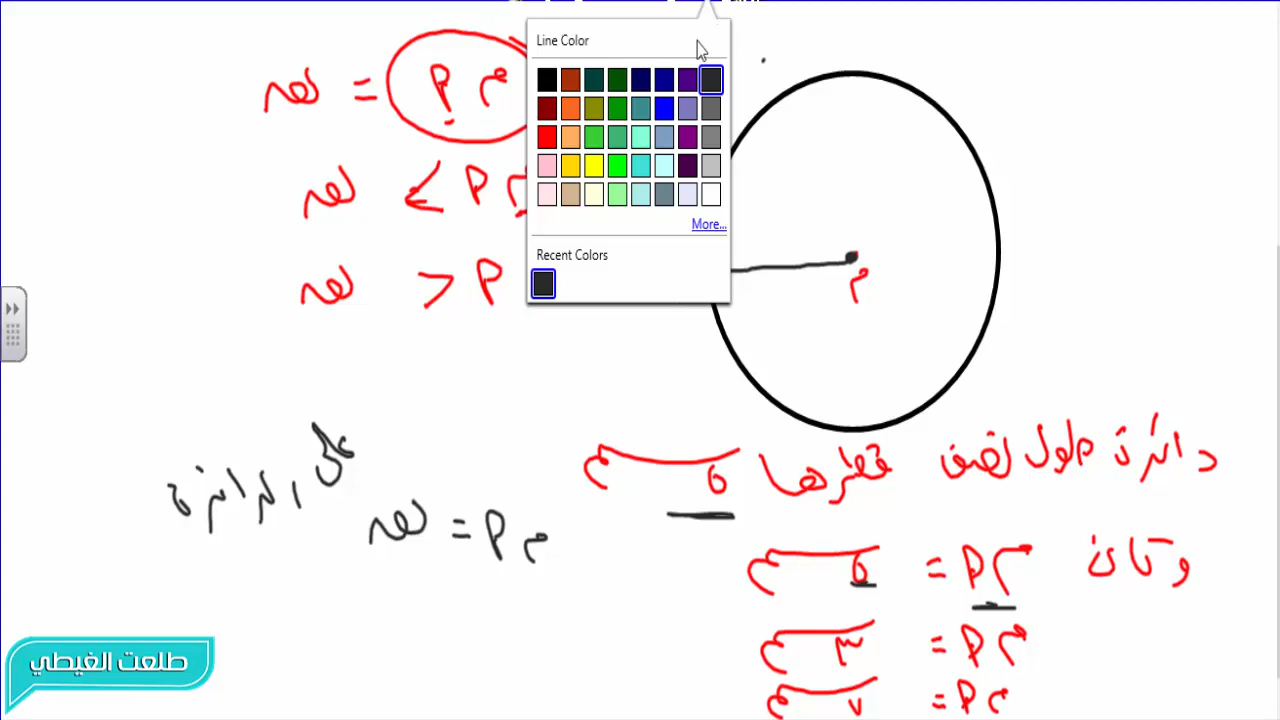 Line Color
م أ = نق
م أ > نق
أ < نق
More...
Recent Colors
م
دائرة طول نصف قطرها ٥ سم
وكان م أ = ٥ سم
م أ = ٣ سم
م أ = ٧ سم
على الدائرة
م أ = نق
طلعت الغيطي